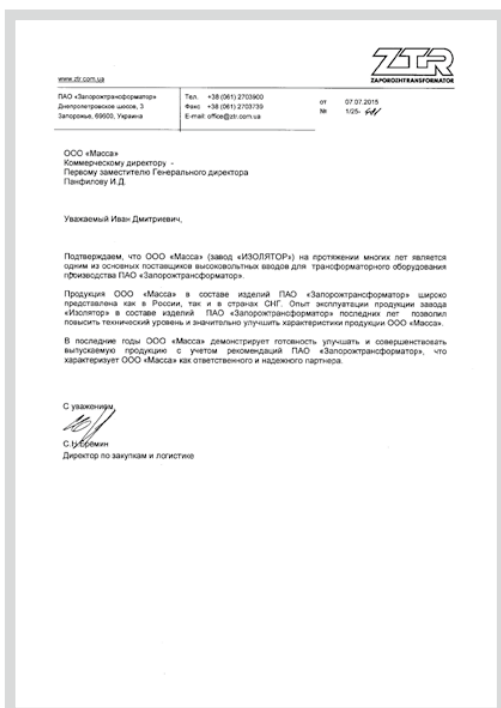 ZTR
ZAPOROZHTRANSFORMATOR
www.ztr.com.ua
ПАО «Запорожтрансформатор»
Днепропетровское шоссе, 3
Запорожье, 69600, Украина
Тел. +38 (061) 2703900
Факс +38 (061) 2703739
E-mail: office@ztr.com.ua
от 07.07.2015
№ 1/25-
ООО «Масса»
Коммерческому директору -
Первому заместителю Генерального директора
Панфилову И.Д.
Уважаемый Иван Дмитриевич,
Подтверждаем, что ООО «Масса» (завод «ИЗОЛЯТОР») на протяжении многих лет является
одним из основных поставщиков высоковольтных вводов для трансформаторного оборудования
производства ПАО «Запорожтрансформатор».
Продукция ООО «Масса» в составе изделий ПАО «Запорожтрансформатор» широко
представлена как в России, так и в странах СНГ. Опыт эксплуатации продукции завода
«Изолятор» в составе изделий ПАО «Запорожтрансформатор» последних лет позволил
повысить технический уровень и значительно улучшить характеристики продукции ООО «Масса».
В последние годы ООО «Масса» демонстрирует готовность улучшать и совершенствовать
выпускаемую продукцию с учетом рекомендаций ПАО «Запорожтрансформатор», что
характеризует ООО «Масса» как ответственного и надежного партнера.
С уважением,
С.Н.Еремин
Директор по закупкам и логистике